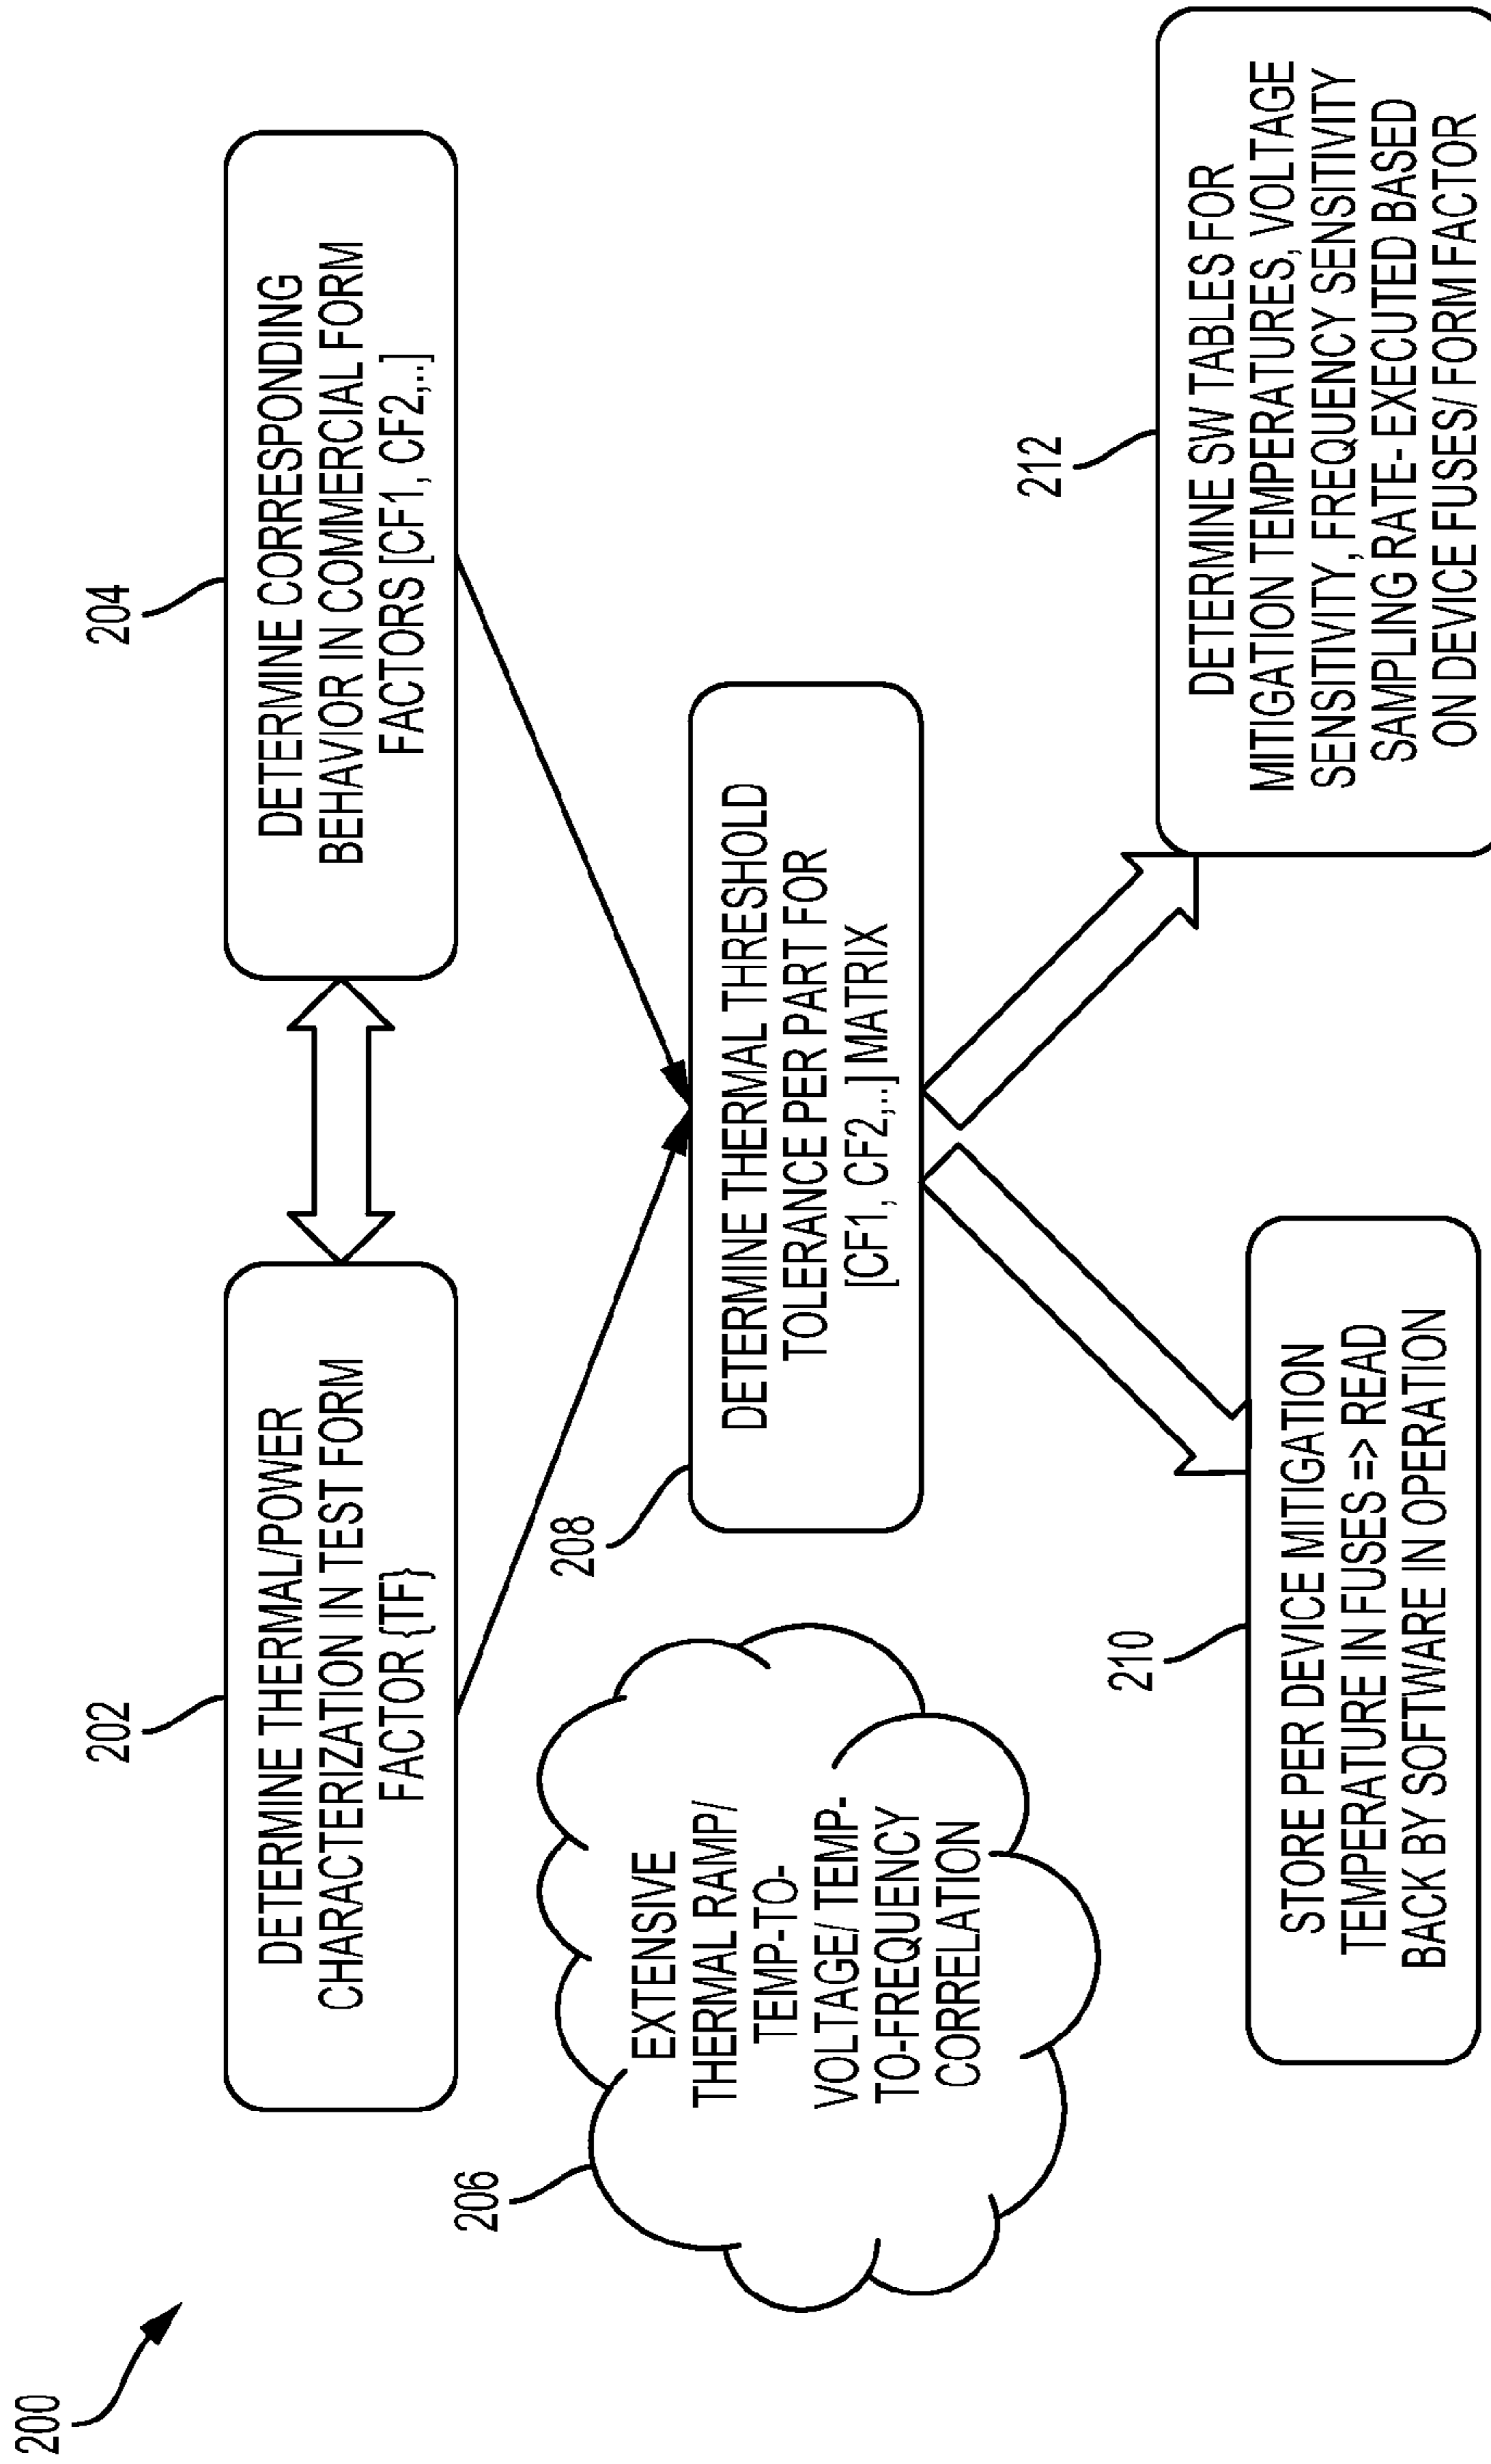 200
202
DETERMINE THERMAL/POWER
CHARACTERIZATION IN TEST FORM
FACTOR {TF}
204
DETERMINE CORRESPONDING
BEHAVIOR IN COMMERCIAL FORM
FACTORS [CF1, CF2,..]
206
EXTENSIVE
THERMAL RAMP/
TEMP-TO-
VOLTAGE/ TEMP-
TO-FREQUENCY
CORRELATION
208
DETERMINE THERMAL THRESHOLD
TOLERANCE PER PART FOR
[CF1, CF2,..] MATRIX
210
STORE PER DEVICE MITIGATION
TEMPERATURE IN FUSES => READ
BACK BY SOFTWARE IN OPERATION
212
DETERMINE SW TABLES FOR
MITIGATION TEMPERATURES, VOLTAGE
SENSITIVITY, FREQUENCY SENSITIVITY
SAMPLING RATE- EXECUTED BASED
ON DEVICE FUSES/ FORM FACTOR